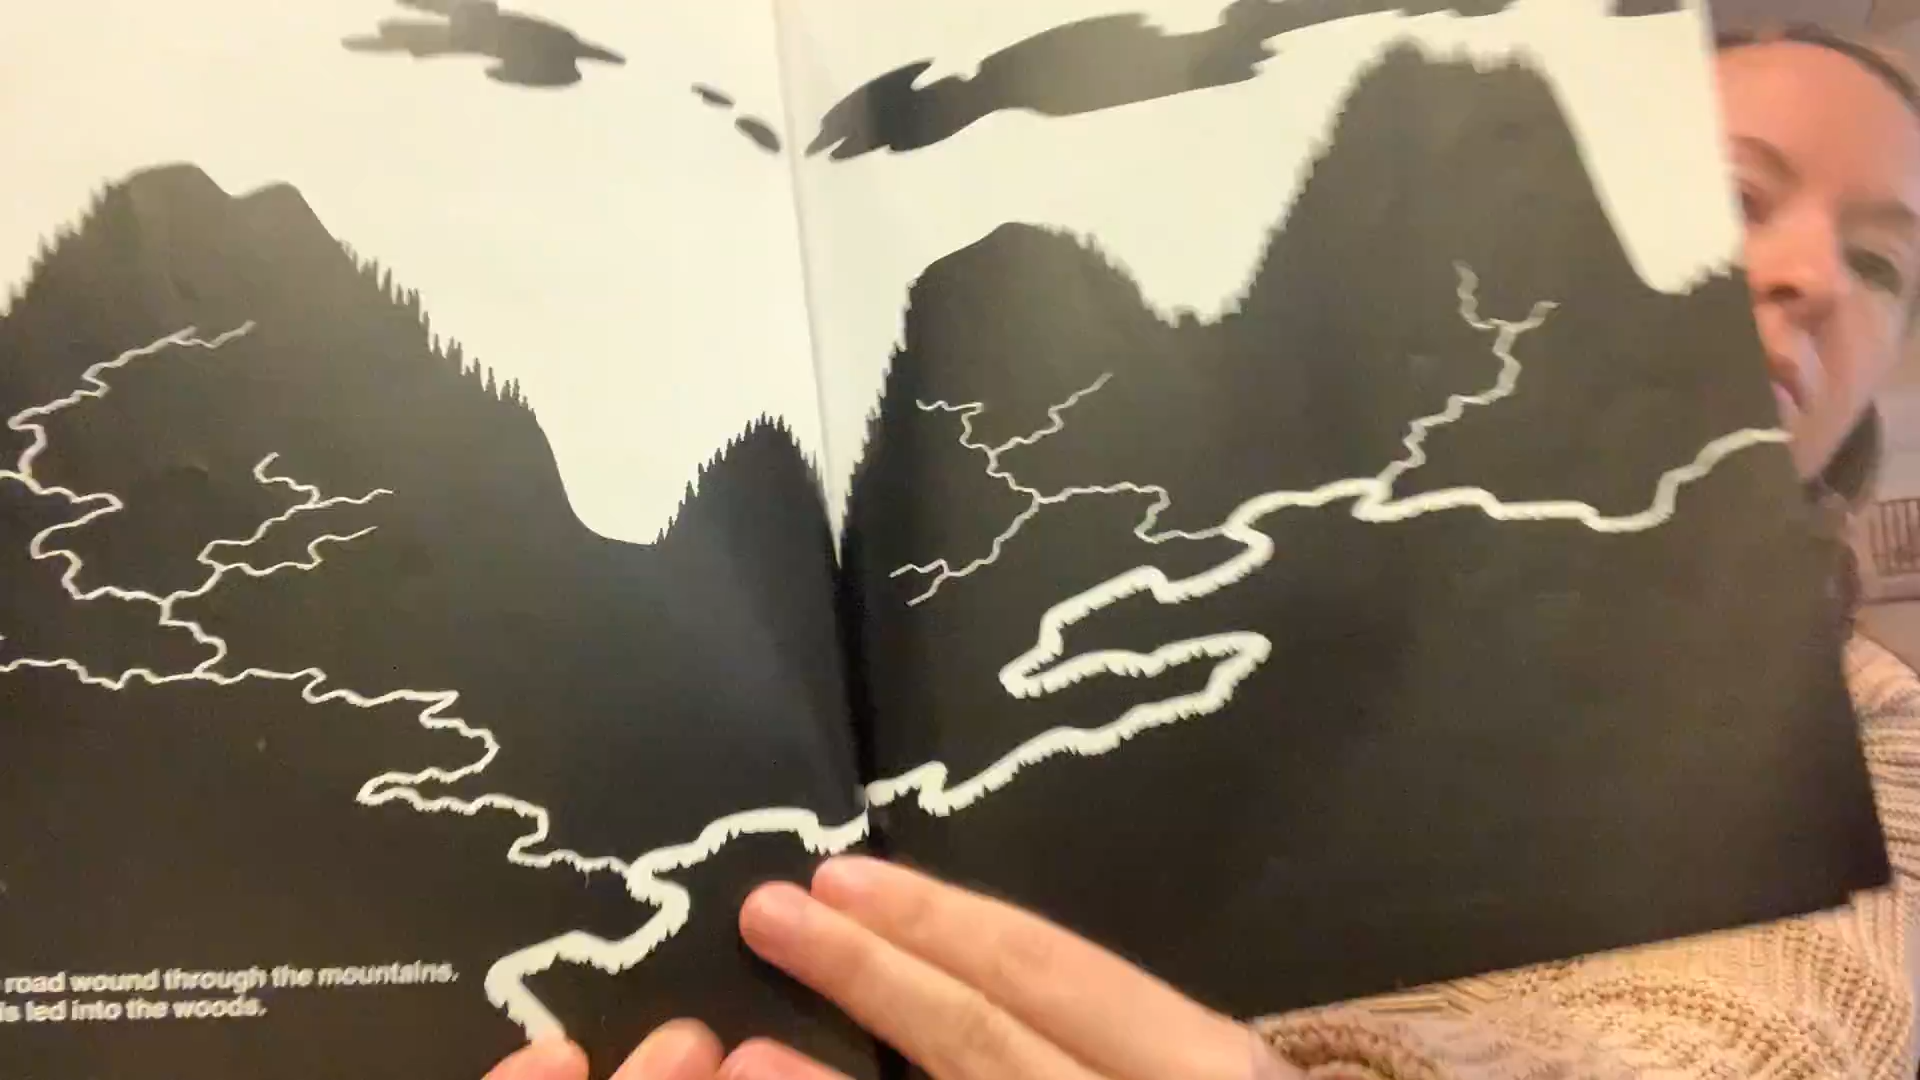 road wound through the mountains.
led into the woods.